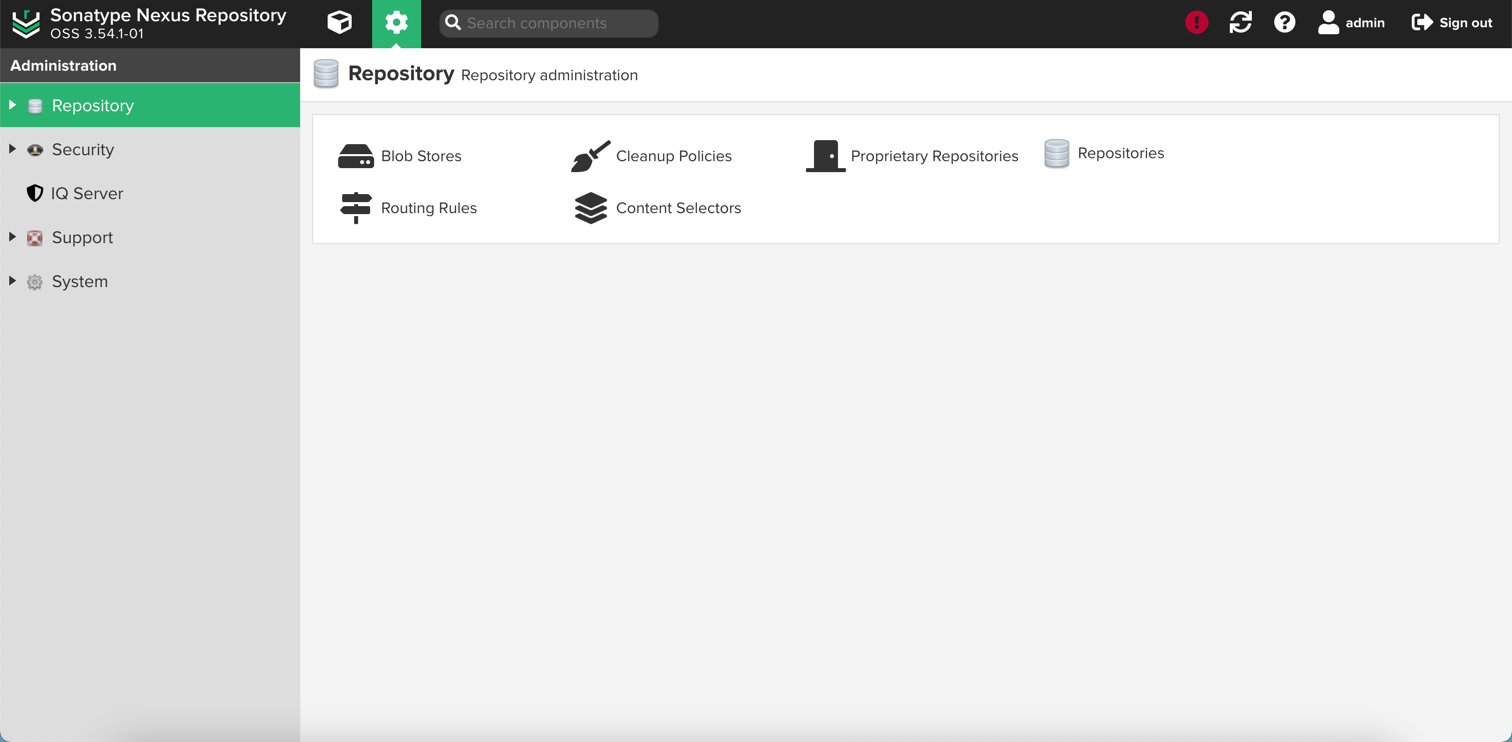 Sonatype Nexus Repository
OSS 3.54.1-01
Search components
admin
Sign out
Administration
Repository
Security
IQ Server
Support
System
Repository Repository administration
Blob Stores
Cleanup Policies
Proprietary Repositories
Repositories
Routing Rules
Content Selectors